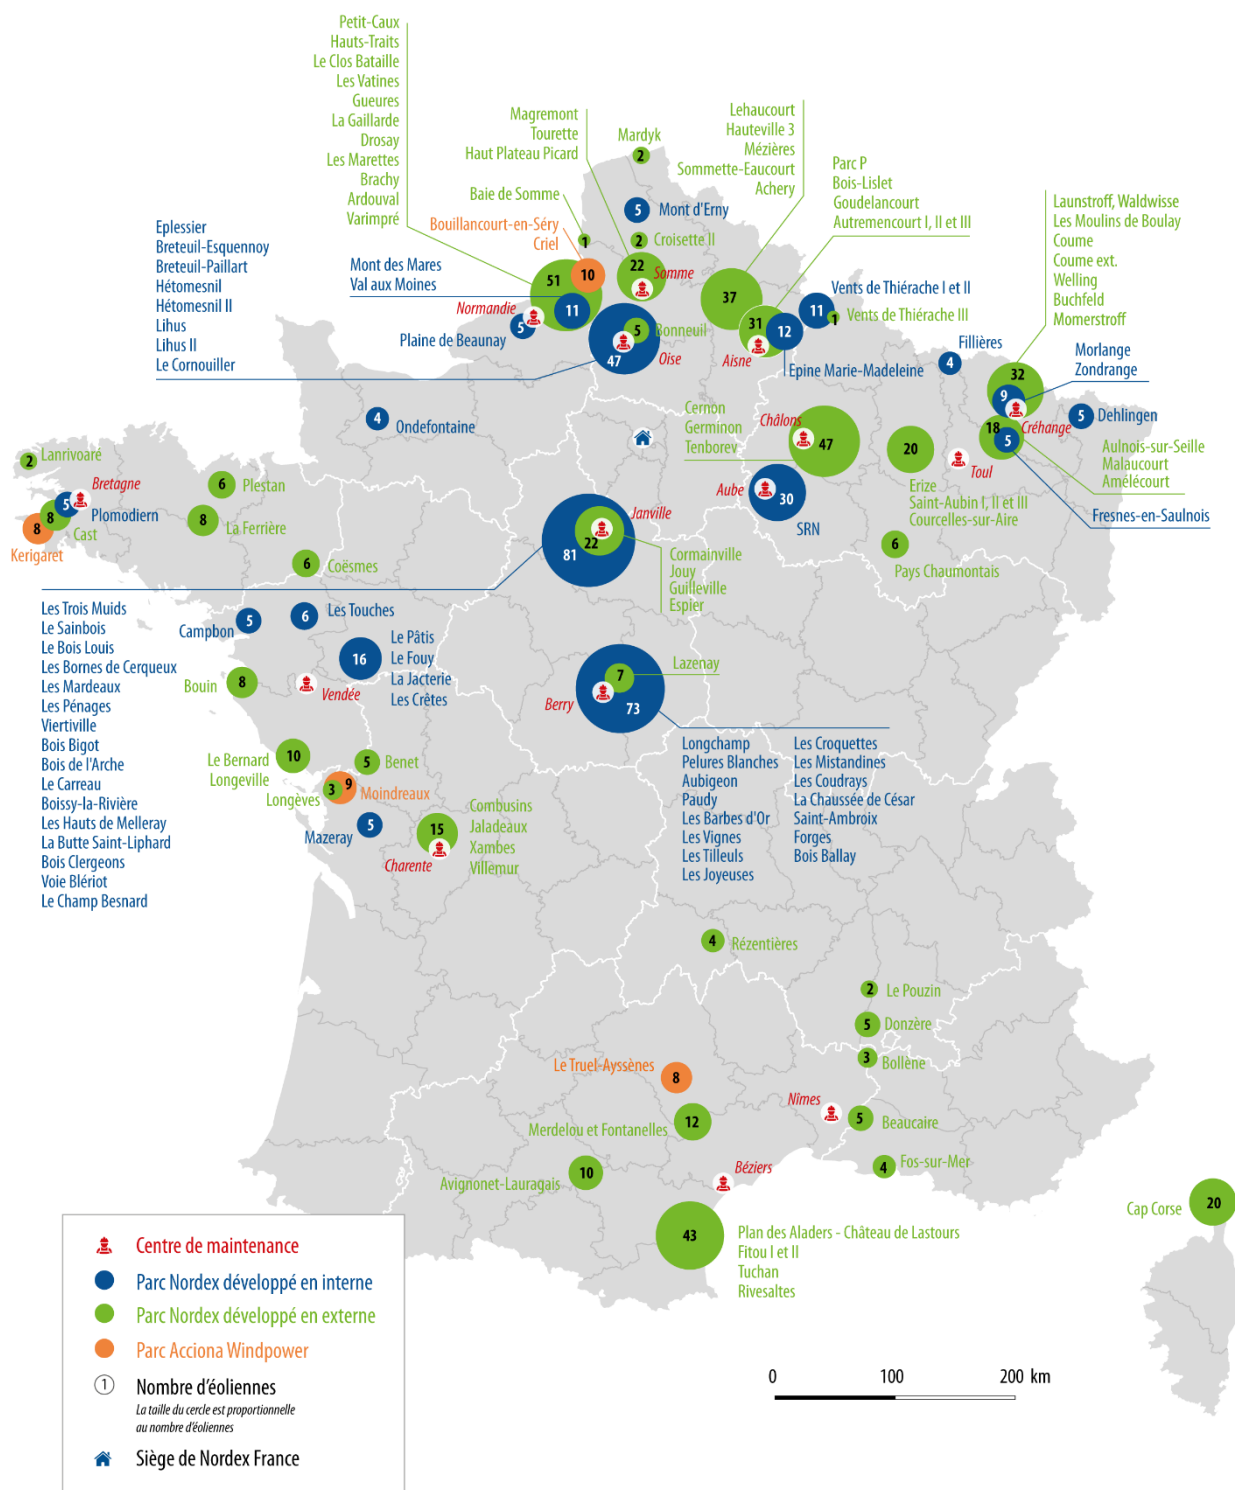 Petit-Caux
Hauts-Traits
Le Clos Bataille
Les Vatines
Gueures
La Gaillarde
Drosay
Les Marettes
Brachy
Ardouval
Varimpré
Magremont
Tourette
Haut Plateau Picard
Mardyk
2
Lehaucourt
Hauteville 3
Mézières
Sommette-Eaucourt
Achery
Parc P
Bois-Lislet
Goudelancourt
Autremencourt I, II et III
Launstroff, Waldwisse
Les Moulins de Boulay
Coume
Coume ext.
Welling
Buchfeld
Momerstroff
Baie de Somme
1
5
Mont d'Erny
2
Croisette II
Bouillancourt-en-Séry
Criel
10
Eplessier
Breteuil-Esquennoy
Breteuil-Paillart
Hétomesnil
Hétomesnil II
Lihus
Lihus II
Le Cornouiller
Mont des Mares
Val aux Moines
51
11
22
Somme
37
31
12
Aisne
11
Vents de Thiérache I et II
1
Vents de Thiérache III
Normandie
5
Plaine de Beaunay
5
Bonneuil
47
Oise
Epine Marie-Madeleine
Fillières
4
32
9
Morlange
Zondrange
Créhange
5
Dehlingen
18
5
Aulnois-sur-Seille
Malaucourt
Amélécourt
Fresnes-en-Saulnois
4
Ondefontaine
Cernon
Germinon
Tenborev
Châlons
47
20
Erize
Saint-Aubin I, II et III
Courcelles-sur-Aire
Toul
Aube
30
SRN
6
Pays Chaumontais
2
Lanrivoaré
Bretagne
5
Plomodiern
8
Cast
8
Kerigaret
6
Plestan
8
La Ferrière
6
Coësmes
Janville
22
81
Cormainville
Jouy
Guilleville
Espier
Les Trois Muids
Le Sainbois
Le Bois Louis
Les Bornes de Cerqueux
Les Mardeaux
Les Pénages
Viertiville
Bois Bigot
Bois de l'Arche
Le Carreau
Boissy-la-Rivière
Les Hauts de Melleray
La Butte Saint-Liphard
Bois Clergeons
Voie Blériot
Le Champ Besnard
Campbon
5
6
Les Touches
16
Le Pâtis
Le Fouy
La Jacterie
Les Crêtes
Bouin
8
Vendée
7
Lazenay
Berry
73
Longchamp
Pelures Blanches
Aubigeon
Paudy
Les Barbes d'Or
Les Vignes
Les Tilleuls
Les Joyeuses
Les Croquettes
Les Mistandines
Les Coudrays
La Chaussée de César
Saint-Ambroix
Forges
Bois Ballay
Le Bernard
Longeville
10
5
Benet
Longèves
3
9
Moindreaux
Mazeray
5
15
Charente
Combusins
Jaladeaux
Xambes
Villemur
4
Rézentières
2
Le Pouzin
5
Donzère
3
Bollène
Le Truel-Ayssènes
8
Nîmes
5
Beaucaire
Merdelou et Fontanelles
12
4
Fos-sur-Mer
Avignonet-Lauragais
10
Béziers
43
Plan des Aladers - Château de Lastours
Fitou I et II
Tuchan
Rivesaltes
Cap Corse
20
Centre de maintenance
Parc Nordex développé en interne
Parc Nordex développé en externe
Parc Acciona Windpower
1
Nombre d'éoliennes
La taille du cercle est proportionnelle
au nombre d'éoliennes
Siège de Nordex France
0 100 200 km